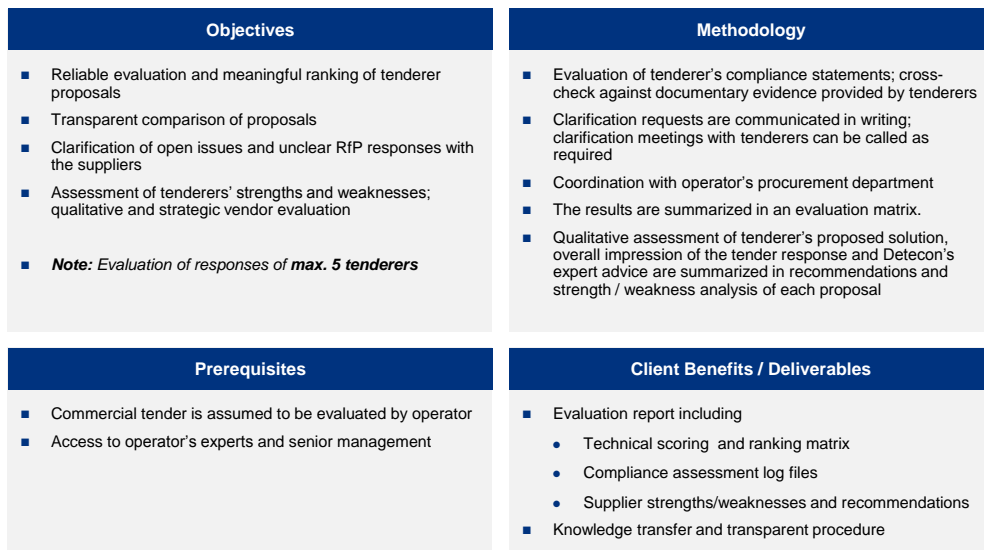 Objectives
■ Reliable evaluation and meaningful ranking of tenderer
proposals
■ Transparent comparison of proposals
■ Clarification of open issues and unclear RfP responses with
the suppliers
■ Assessment of tenderers’ strengths and weaknesses;
qualitative and strategic vendor evaluation
■ Note: Evaluation of responses of max. 5 tenderers
Methodology
■ Evaluation of tenderer’s compliance statements; cross-
check against documentary evidence provided by tenderers
■ Clarification requests are communicated in writing;
clarification meetings with tenderers can be called as
required
■ Coordination with operator’s procurement department
■ The results are summarized in an evaluation matrix.
■ Qualitative assessment of tenderer’s proposed solution,
overall impression of the tender response and Detecon’s
expert advice are summarized in recommendations and
strength / weakness analysis of each proposal
Prerequisites
■ Commercial tender is assumed to be evaluated by operator
■ Access to operator’s experts and senior management
Client Benefits / Deliverables
■ Evaluation report including
● Technical scoring and ranking matrix
● Compliance assessment log files
● Supplier strengths/weaknesses and recommendations
■ Knowledge transfer and transparent procedure